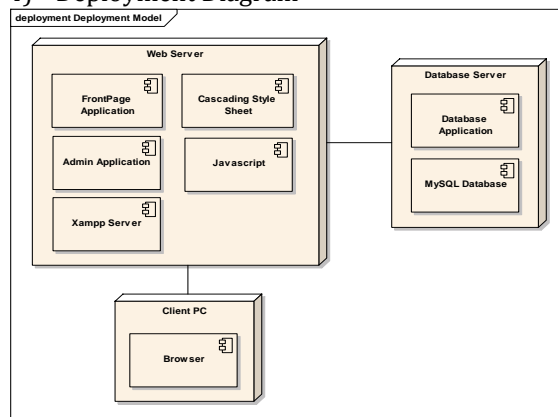 Deployment Diagram
deployment Deployment Model
Web Server
FrontPage
Application
Cascading Style
Sheet
Admin Application
Javascript
Xampp Server
Database Server
Database
Application
MySQL Database
Client PC
Browser